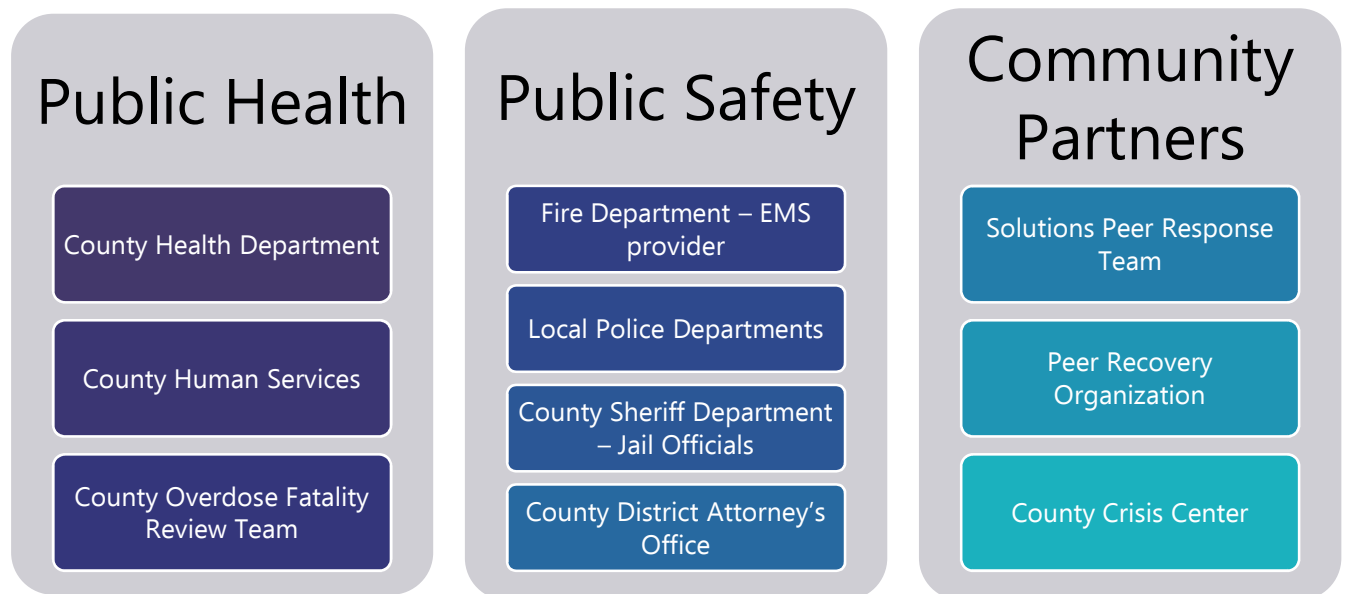 Public Health
County Health Department
County Human Services
County Overdose Fatality
Review Team
Public Safety
Fire Department – EMS
provider
Local Police Departments
County Sheriff Department
– Jail Officials
County District Attorney’s
Office
Community
Partners
Solutions Peer Response
Team
Peer Recovery
Organization
County Crisis Center